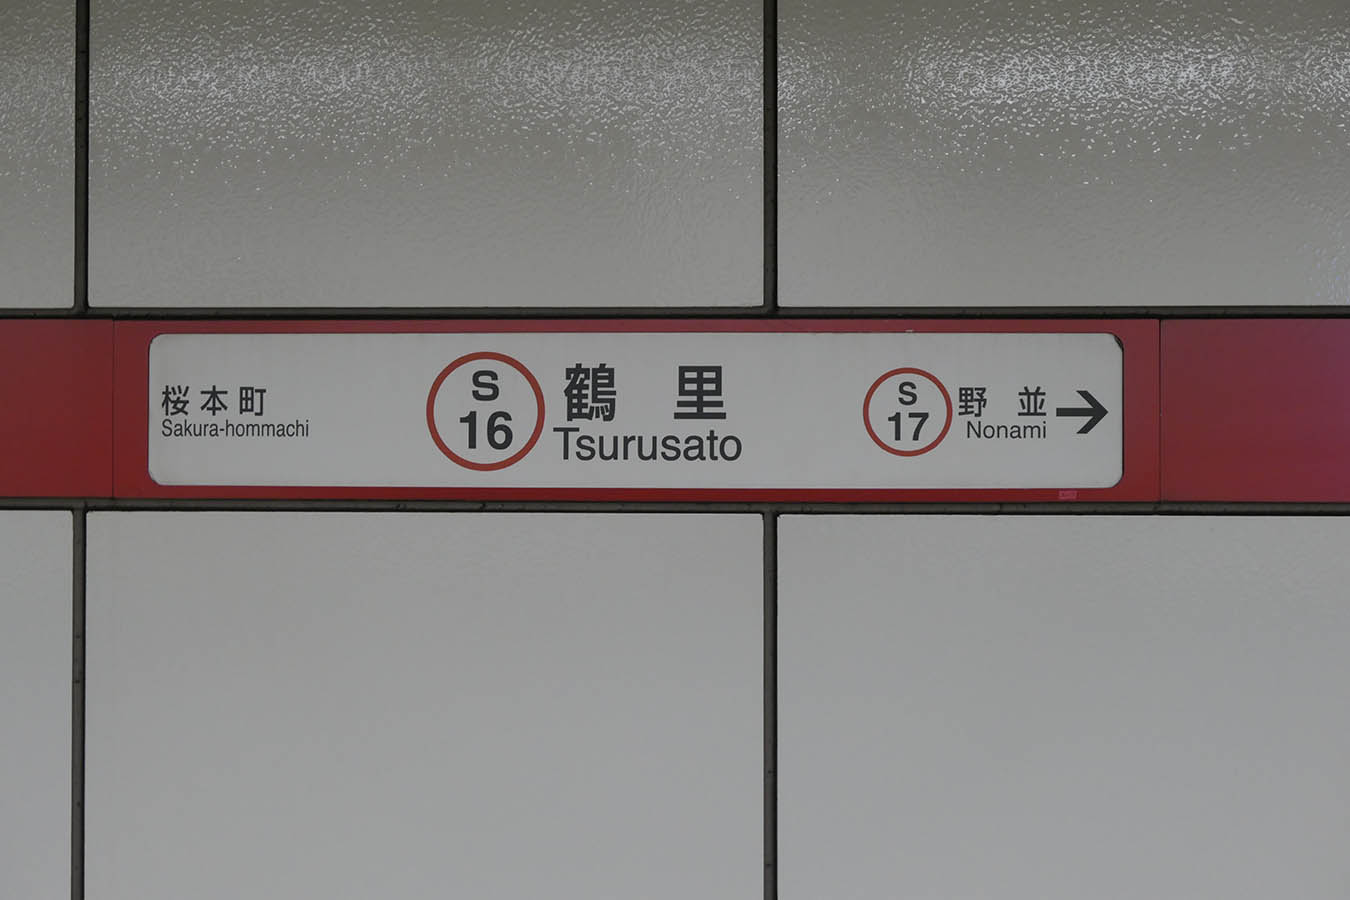 桜本町
Sakura-hommachi
S
16
鶴里
Tsurusato
S
17
野並
Nonami